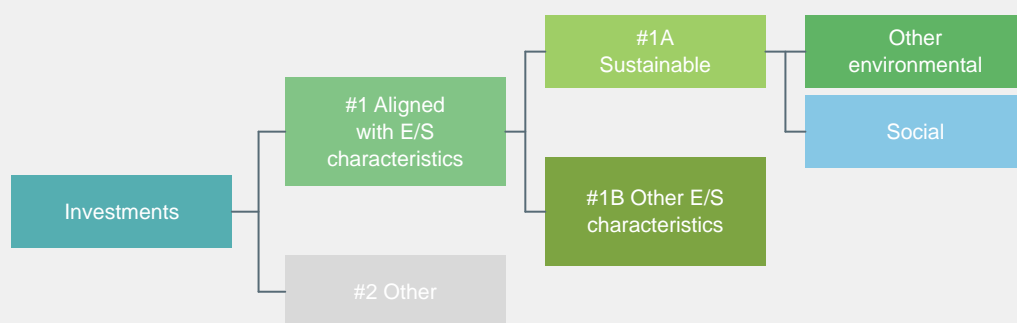 Investments
#1 Aligned
with E/S
characteristics
#2 Other
#1A
Sustainable
#1B Other E/S
characteristics
Other
environmental
Social